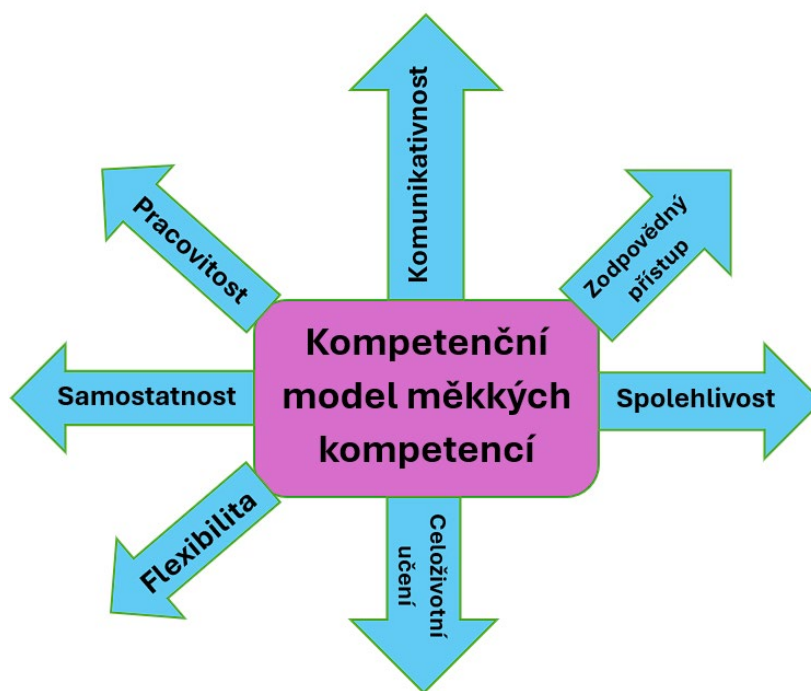 Komunikativnost
Pracovitost
Zodpovědný
přístup
Kompetenční
model měkkých
kompetencí
Samostatnost
Spolehlivost
Flexibilita
Celoživotní
učení